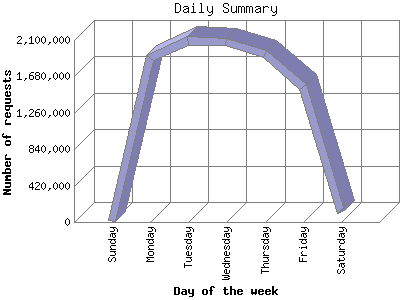 Daily Summary
2,100,000
1,680,000
1,260,000
840,000
420,000
0
Number of requests
Sunday
Monday
Tuesday
Wednesday
Thursday
Friday
Saturday
Day of the week